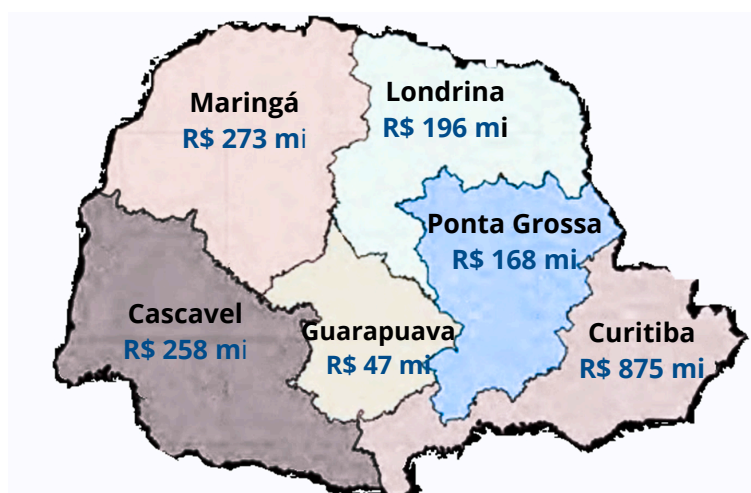 Maringá
R$ 273 mi
Londrina
R$ 196 mi
Ponta Grossa
R$ 168 mi
Cascavel
R$ 258 mi
Guarapuava
R$ 47 mi
Curitiba
R$ 875 mi